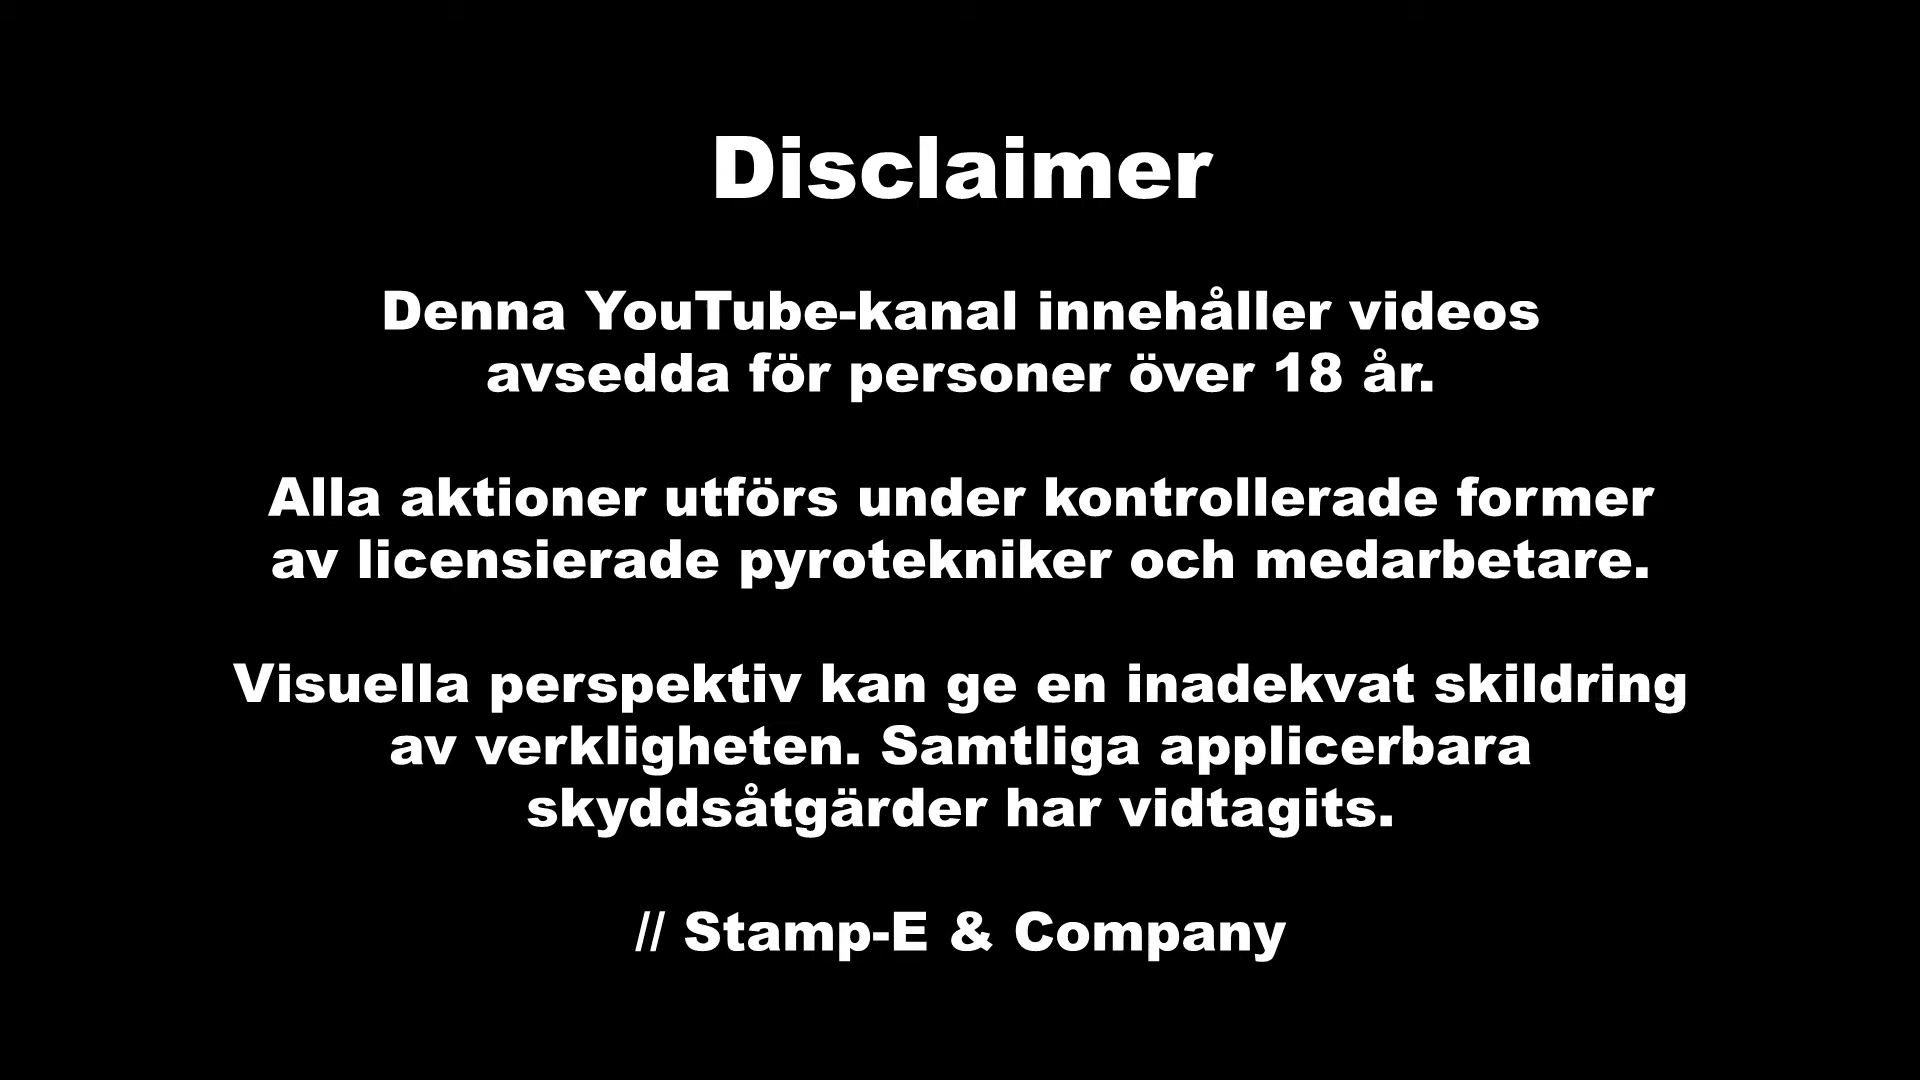 Disclaimer
Denna YouTube-kanal innehåller videos
avsedda för personer över 18 år.
Alla aktioner utförs under kontrollerade former
av licensierade pyrotekniker och medarbetare.
Visuella perspektiv kan ge en inadekvat skildring
av verkligheten. Samtliga applicerbara
skyddsåtgärder har vidtagits.
// Stamp-E & Company